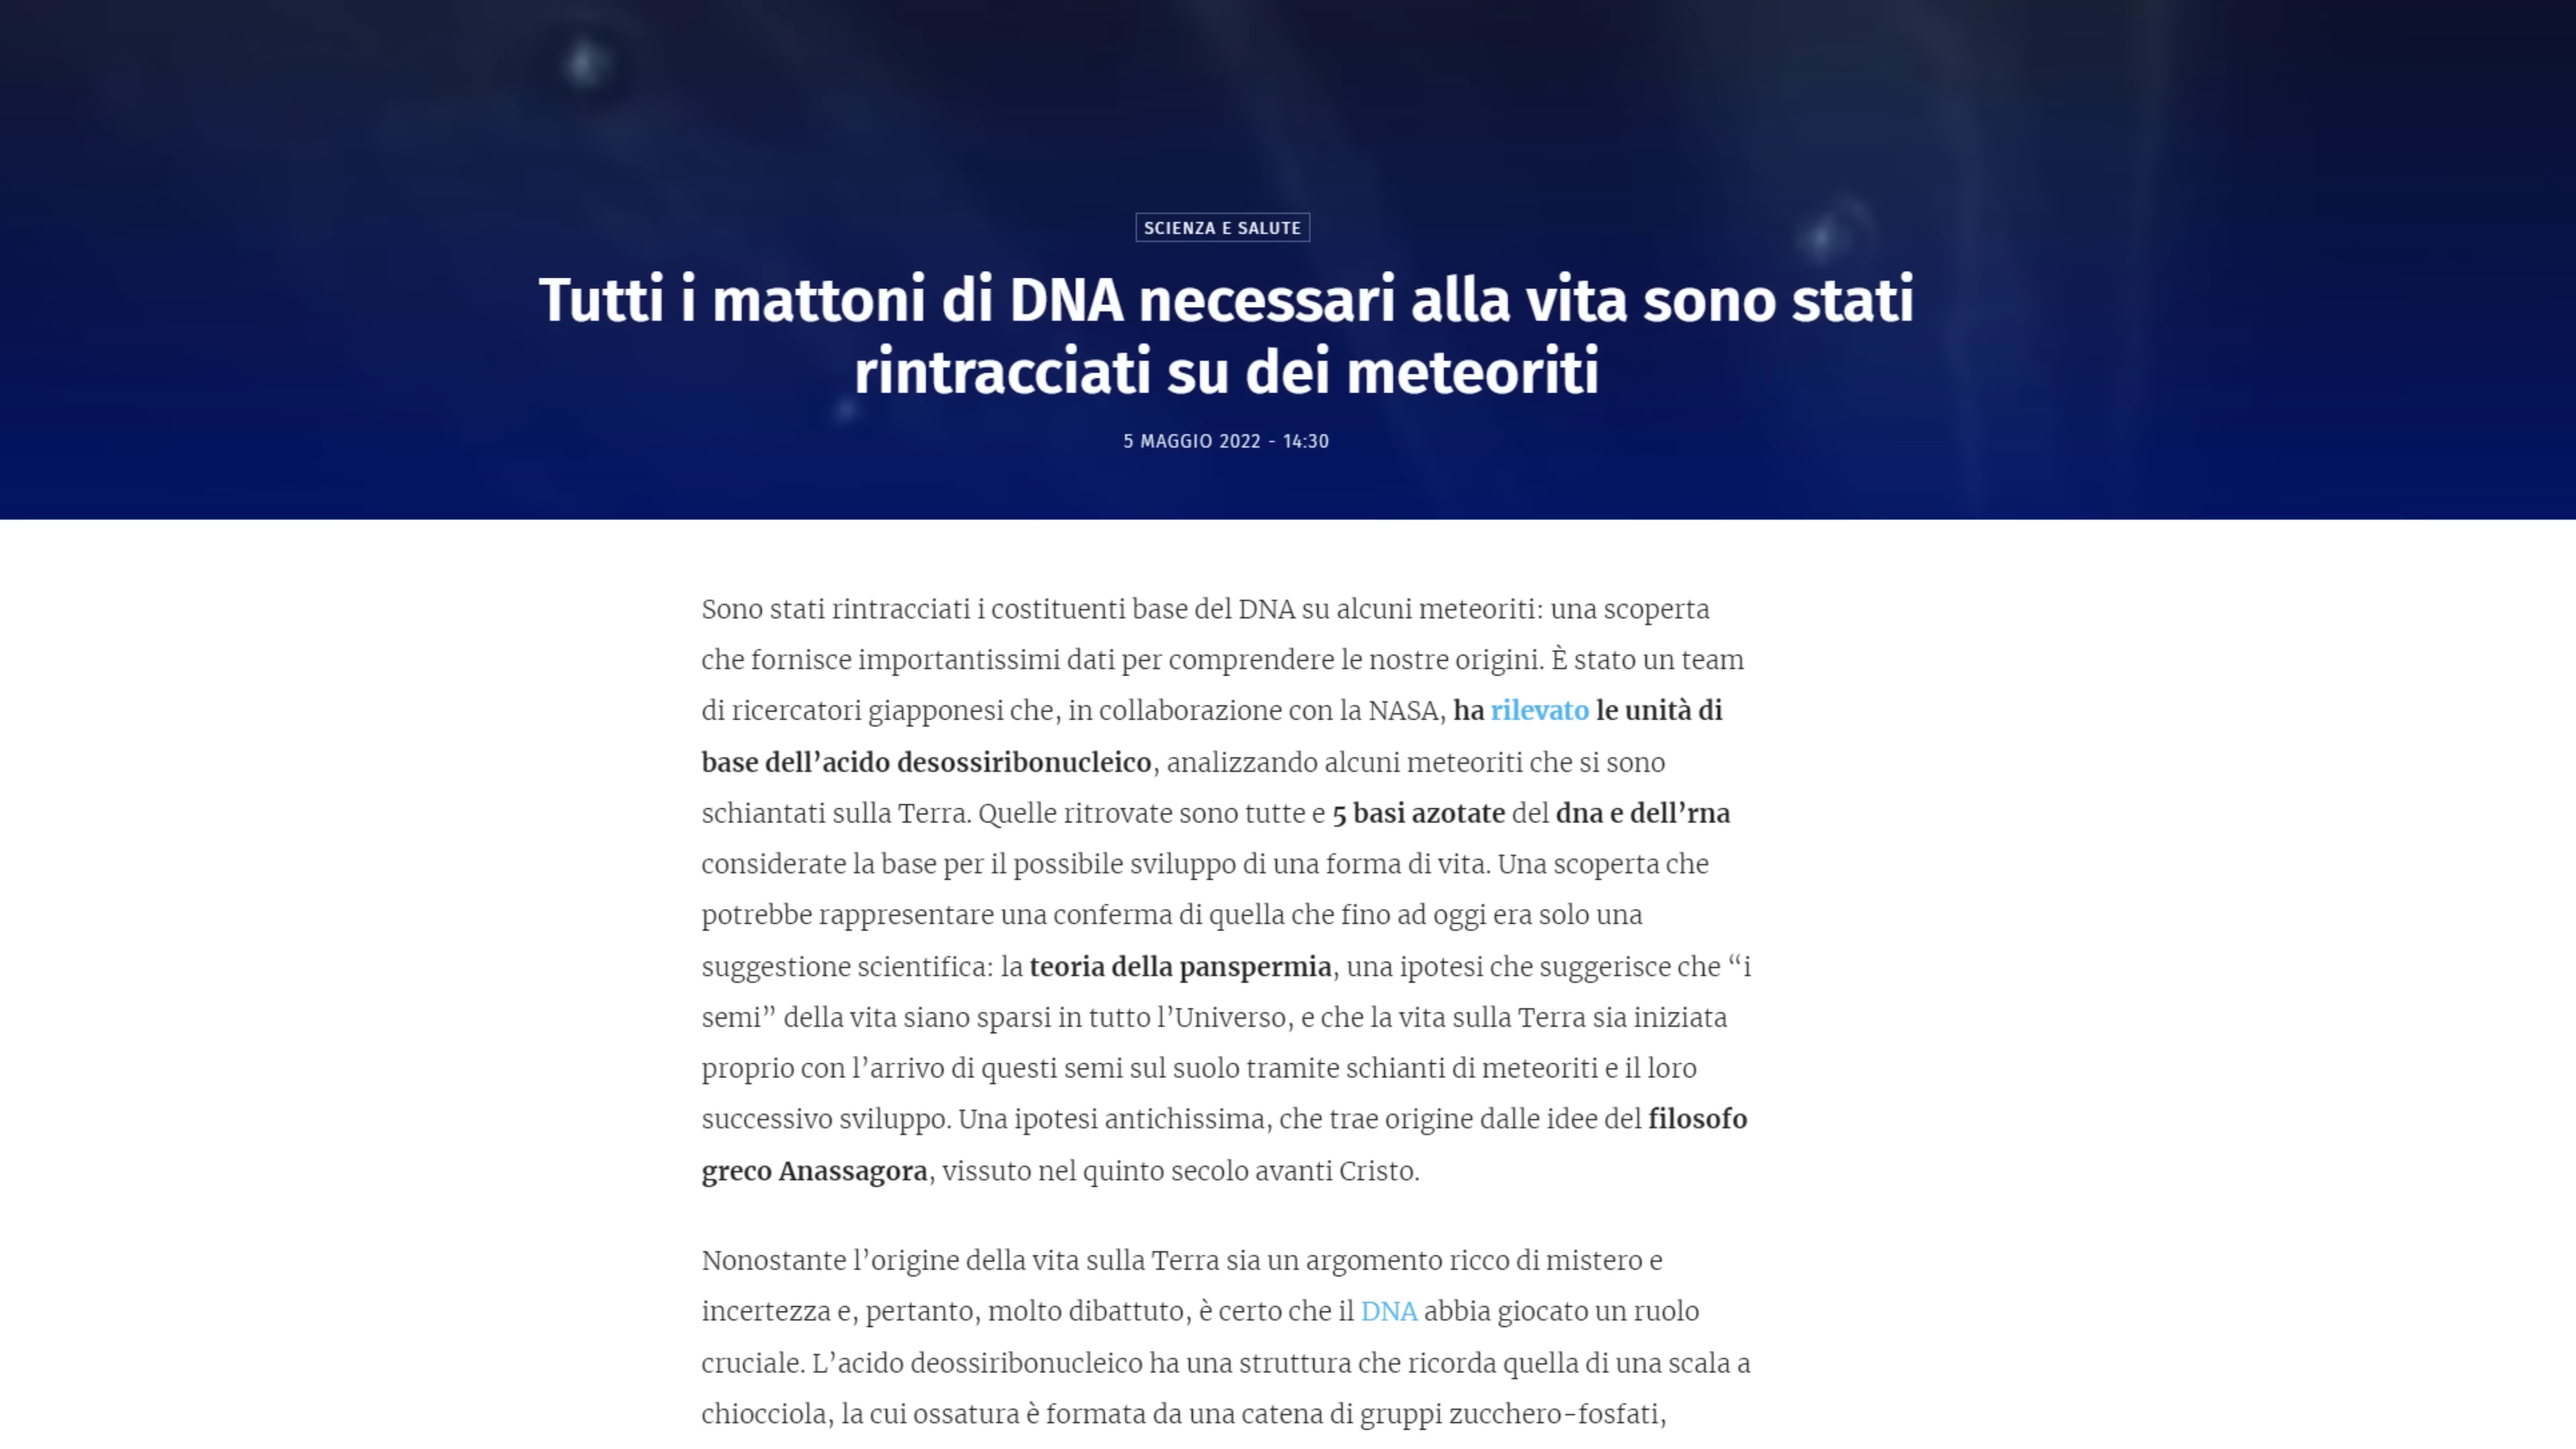 SCIENZA E SALUTE
Tutti i mattoni di DNA necessari alla vita sono stati
rintracciati su dei meteoriti
5 MAGGIO 2022 - 14:30
Sono stati rintracciati i costituenti base del DNA su alcuni meteoriti: una scoperta
che fornisce importantissimi dati per comprendere le nostre origini. È stato un team
di ricercatori giapponesi che, in collaborazione con la NASA, ha rilevato le unità di
base dell’acido desossiribonucleico, analizzando alcuni meteoriti che si sono
schiantati sulla Terra. Quelle ritrovate sono tutte e 5 basi azotate del dna e dell’rna
considerate la base per il possibile sviluppo di una forma di vita. Una scoperta che
potrebbe rappresentare una conferma di quella che fino ad oggi era solo una
suggestione scientifica: la teoria della panspermia, una ipotesi che suggerisce che “i
semi” della vita siano sparsi in tutto l’Universo, e che la vita sulla Terra sia iniziata
proprio con l’arrivo di questi semi sul suolo tramite schianti di meteoriti e il loro
successivo sviluppo. Una ipotesi antichissima, che trae origine dalle idee del filosofo
greco Anassagora, vissuto nel quinto secolo avanti Cristo.
Nonostante l’origine della vita sulla Terra sia un argomento ricco di mistero e
incertezza e, pertanto, molto dibattuto, è certo che il DNA abbia giocato un ruolo
cruciale. L’acido deossiribonucleico ha una struttura che ricorda quella di una scala a
chiocciola, la cui ossatura è formata da una catena di gruppi zucchero-fosfati,